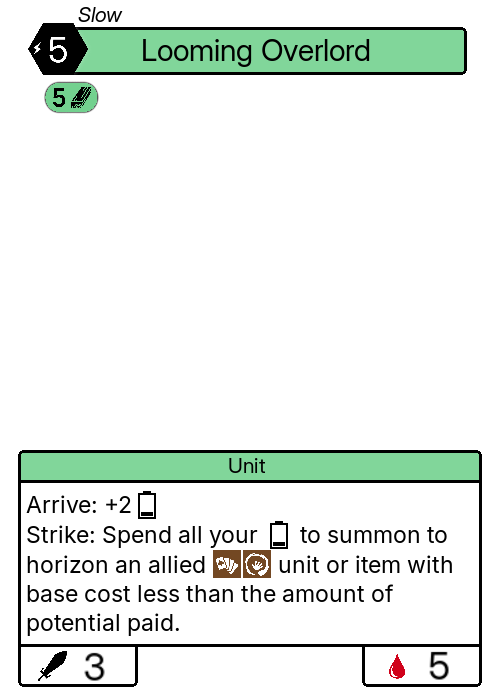 Slow
5 Looming Overlord
5
Unit
Arrive: +2
Strike: Spend all your to summon to
horizon an allied unit or item with
base cost less than the amount of
potential paid.
3 5